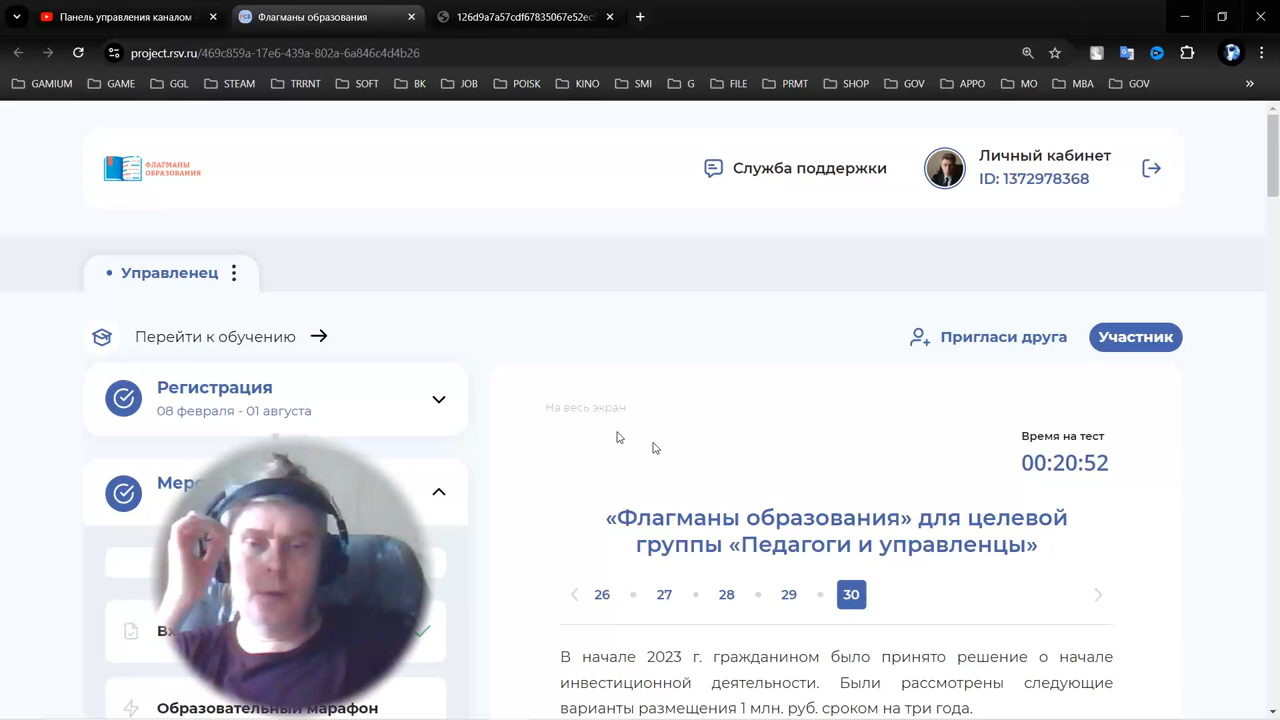 Панель управления каналом
Флагманы образования
project.rsv.ru/469c859a-17e6-439a-802a-6a846c4d4b26
GAMIUM
GAME
GGL
STEAM
TRRNT
SOFT
BK
JOB
POISK
KINO
SMI
G
FILE
PRMT
SHOP
GOV
APPO
MO
MBA
GOV
»
ФЛАГМАНЫ
ОБРАЗОВАНИЯ
Служба поддержки
Личный кабинет
ID: 1372978368
Управленец
Перейти к обучению
Пригласи друга
Участник
Регистрация
08 февраля - 01 августа
На весь экран
Время на тест
00:20:52
«Флагманы образования» для целевой
группы «Педагоги и управленцы»
26
27
28
29
30
В начале 2023 г. гражданином было принято решение о начале
инвестиционной деятельности. Были рассмотрены следующие
варианты размещения 1 млн. руб. сроком на три года.
Образовательный марафон